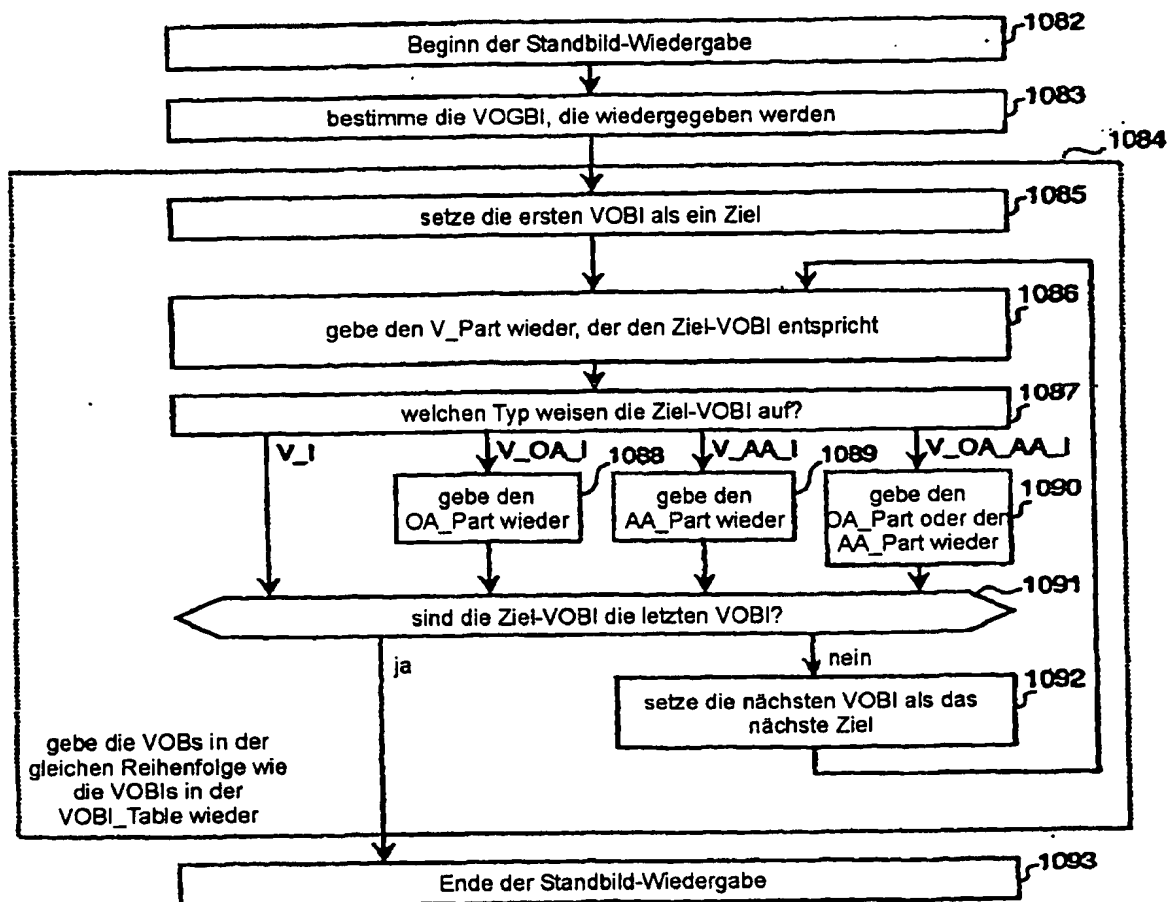 1082
Beginn der Standbild-Wiedergabe
1083
bestimme die VOGBI, die wiedergegeben werden
1084
1085
setze die ersten VOBI als ein Ziel
1086
gebe den V_Part wieder, der den Ziel-VOBI entspricht
1087
welchen Typ weisen die Ziel-VOBI auf?
V_I
V_OA_I
V_AA_I
V_OA_AA_I
1088
gebe den
OA_Part wieder
1089
gebe den
AA_Part wieder
1090
gebe den
OA_Part oder den
AA_Part wieder
1091
sind die Ziel-VOBI die letzten VOBI?
ja
nein
1092
setze die nächsten VOBI als das
nächste Ziel
gebe die VOBs in der
gleichen Reihenfolge wie
die VOBIs in der
VOBI_Table wieder
1093
Ende der Standbild-Wiedergabe